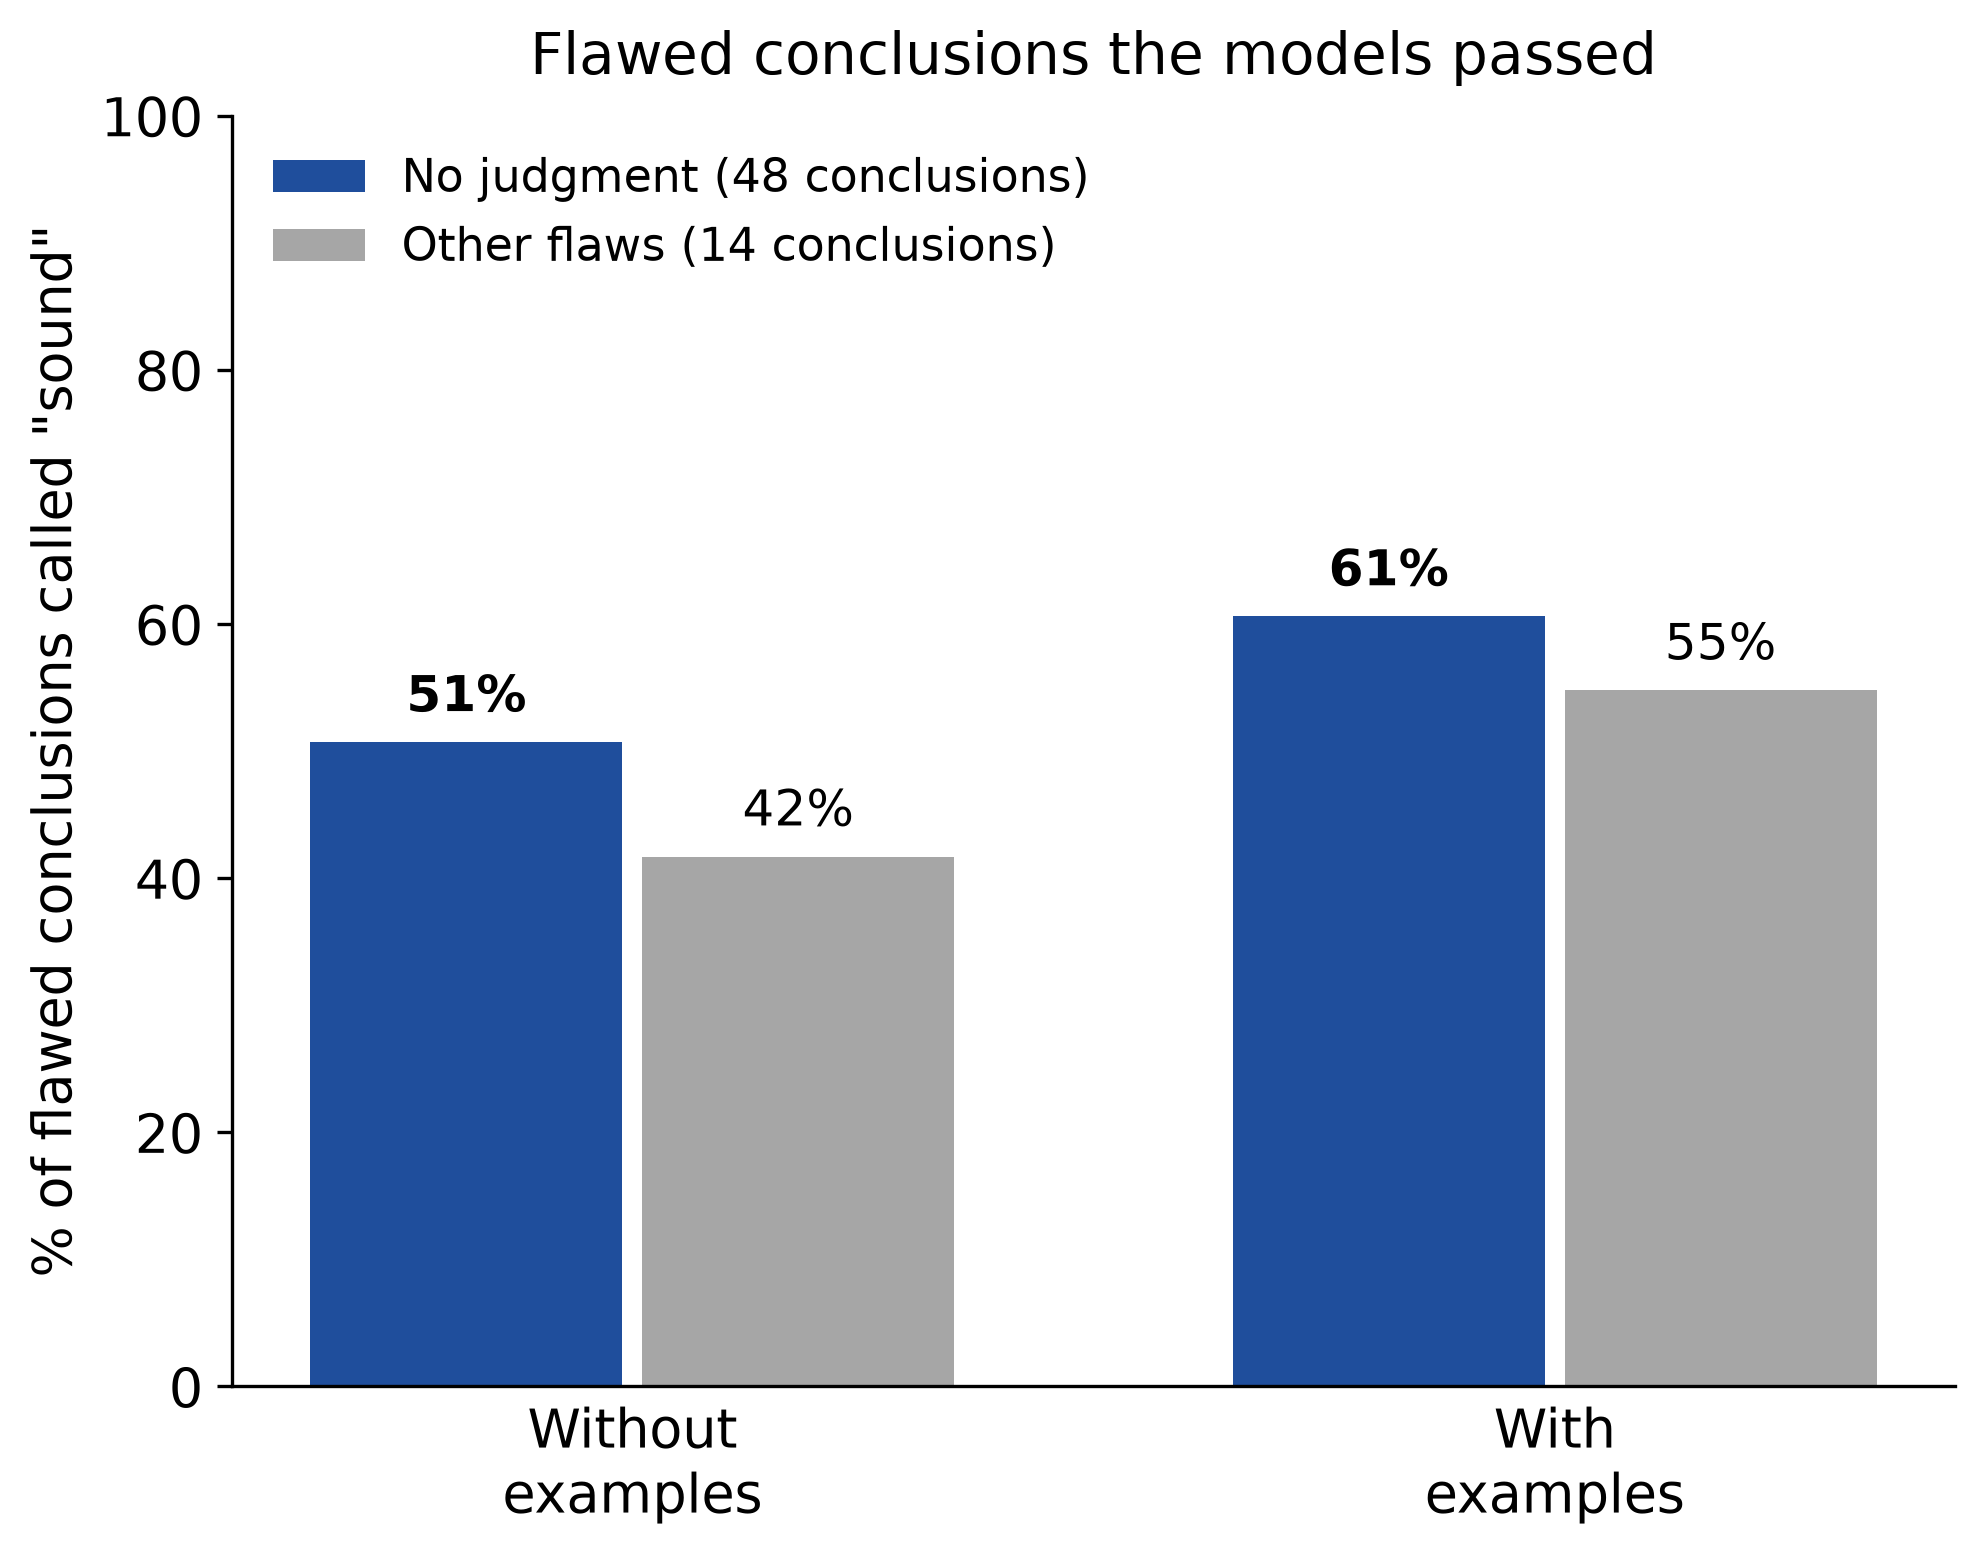 Flawed conclusions the models passed
% of flawed conclusions called "sound"
100
80
60
40
20
0
No judgment (48 conclusions)
Other flaws (14 conclusions)
51%
42%
61%
55%
Without
examples
With
examples